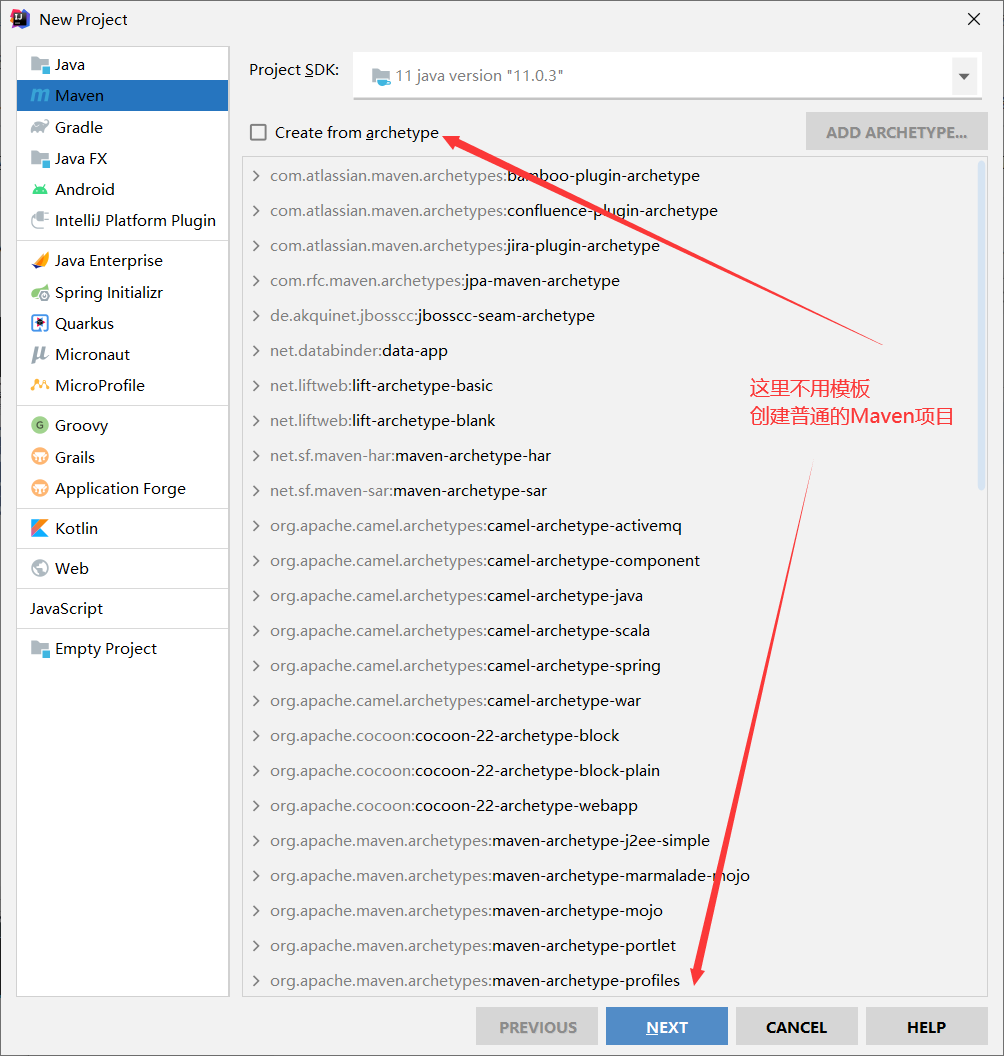 New Project
Java
Maven
Gradle
Java FX
Android
IntelliJ Platform Plugin
Java Enterprise
Spring Initializr
Quarkus
Micronaut
MicroProfile
Groovy
Grails
Application Forge
Kotlin
Web
JavaScript
Empty Project
Project SDK:
11 java version "11.0.3"
Create from archetype
ADD ARCHETYPE...
com.atlassian.maven.archetypes:bamboo-plugin-archetype
com.atlassian.maven.archetypes:confluence-plugin-archetype
com.atlassian.maven.archetypes:jira-plugin-archetype
com.rfc.maven.archetypes:jpa-maven-archetype
de.akquinet.jbosscc:jbosscc-seam-archetype
net.databinder:data-app
net.liftweb:lift-archetype-basic
net.liftweb:lift-archetype-blank
net.sf.maven-har:maven-archetype-har
net.sf.maven-sar:maven-archetype-sar
org.apache.camel.archetypes:camel-archetype-activemq
org.apache.camel.archetypes:camel-archetype-component
org.apache.camel.archetypes:camel-archetype-java
org.apache.camel.archetypes:camel-archetype-scala
org.apache.camel.archetypes:camel-archetype-spring
org.apache.camel.archetypes:camel-archetype-war
org.apache.cocoon:cocoon-22-archetype-block
org.apache.cocoon:cocoon-22-archetype-block-plain
org.apache.cocoon:cocoon-22-archetype-webapp
org.apache.maven.archetypes:maven-archetype-j2ee-simple
org.apache.maven.archetypes:maven-archetype-marmalade-mojo
org.apache.maven.archetypes:maven-archetype-mojo
org.apache.maven.archetypes:maven-archetype-portlet
org.apache.maven.archetypes:maven-archetype-profiles
这里不用模板
创建普通的Maven项目
PREVIOUS
NEXT
CANCEL
HELP